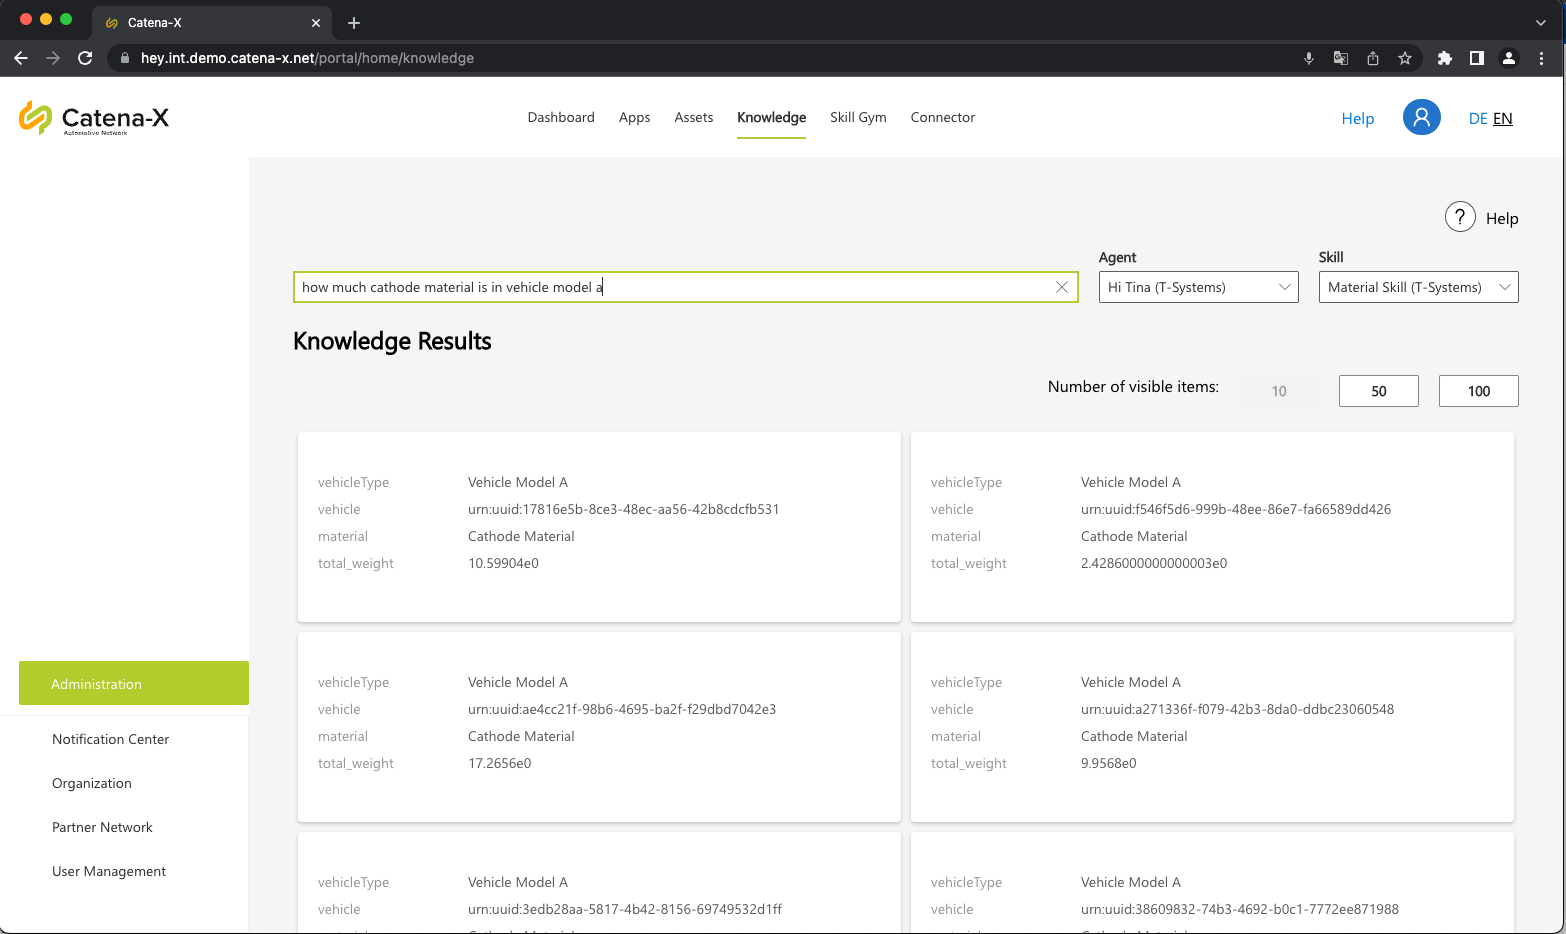 Catena-X
hey.int.demo.catena-x.net/portal/home/knowledge
Catena-X
Automotive Network
Dashboard Apps Assets Knowledge Skill Gym Connector
Help DE EN
? Help
Agent Skill
how much cathode material is in vehicle model a Hi Tina (T-Systems) Material Skill (T-Systems)
Knowledge Results
Number of visible items: 10 50 100
vehicleType Vehicle Model A
vehicle urn:uuid:17816e5b-8ce3-48ec-aa56-42b8cdcfb531
material Cathode Material
total_weight 10.59904e0
vehicleType Vehicle Model A
vehicle urn:uuid:f546f5d6-999b-48ee-86e7-fa66589dd426
material Cathode Material
total_weight 2.4286000000000003e0
vehicleType Vehicle Model A
vehicle urn:uuid:ae4cc21f-98b6-4695-ba2f-f29dbd7042e3
material Cathode Material
total_weight 17.2656e0
vehicleType Vehicle Model A
vehicle urn:uuid:a271336f-f079-42b3-8da0-ddbc23060548
material Cathode Material
total_weight 9.9568e0
vehicleType Vehicle Model A
vehicle urn:uuid:3edb28aa-5817-4b42-8156-69749532d1ff
vehicleType Vehicle Model A
vehicle urn:uuid:38609832-74b3-4692-b0c1-7772ee871988
Administration
Notification Center
Organization
Partner Network
User Management